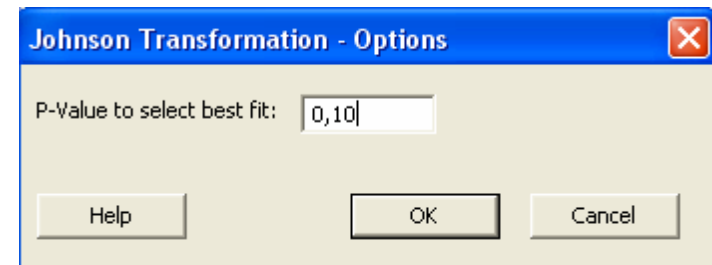 Johnson Transformation - Options
P-Value to select best fit: 0,10
Help OK Cancel